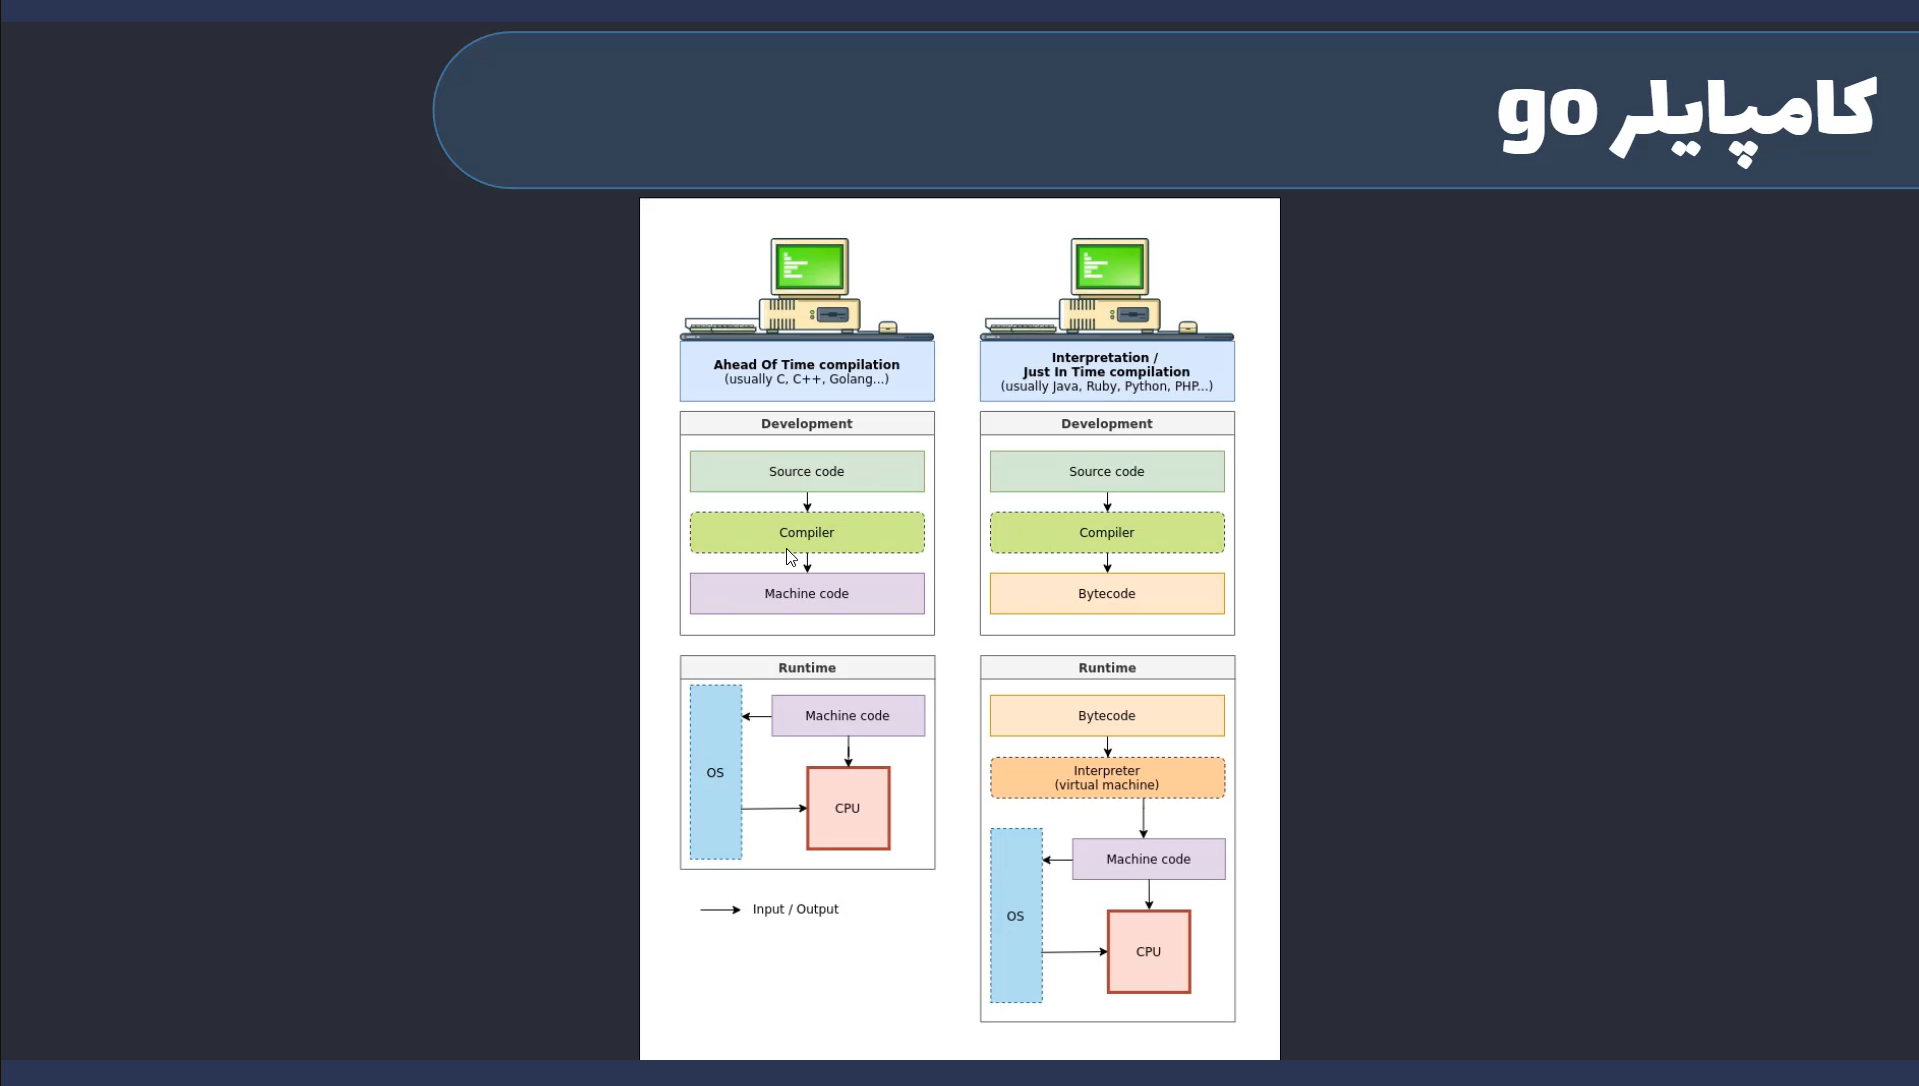 کامپایلر go
Ahead Of Time compilation
(usually C, C++, Golang...)
Development
Source code
Compiler
Machine code
Runtime
OS
Machine code
CPU
Input / Output
Interpretation /
Just In Time compilation
(usually Java, Ruby, Python, PHP...)
Development
Source code
Compiler
Bytecode
Runtime
Bytecode
Interpreter
(virtual machine)
Machine code
OS
CPU